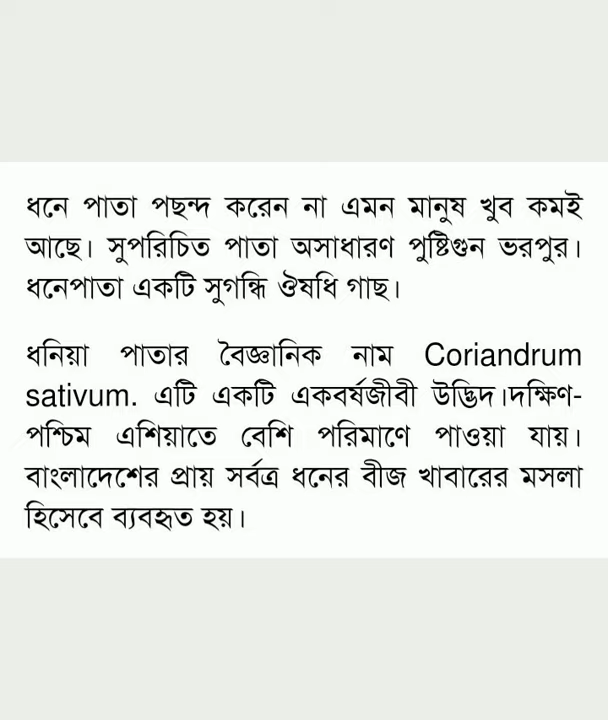 ধনে পাতা পছন্দ করেন না এমন মানুষ খুব কমই
আছে। সুপরিচিত পাতা অসাধারণ পুষ্টিগুন ভরপুর।
ধনেপাতা একটি সুগন্ধি ঔষধি গাছ।
ধনিয়া পাতার বৈজ্ঞানিক নাম Coriandrum
sativum. এটি একটি একবর্ষজীবী উদ্ভিদ।দক্ষিণ-
পশ্চিম এশিয়াতে বেশি পরিমাণে পাওয়া যায়।
বাংলাদেশের প্রায় সর্বত্র ধনের বীজ খাবারের মসলা
হিসেবে ব্যবহৃত হয়।